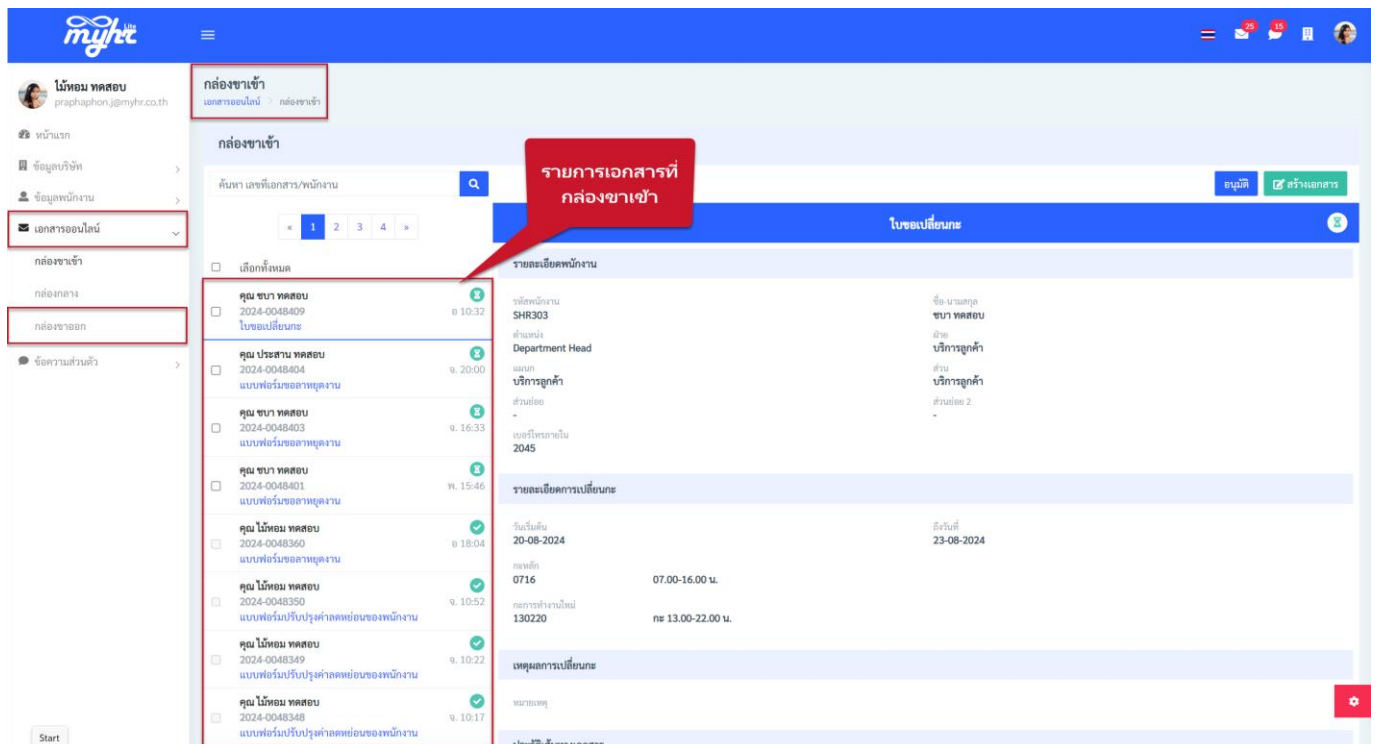 myhr Lite
25
15
ไม้หอม ทดสอบ
praphaphon.j@myhr.co.th
หน้าแรก
ข้อมูลบริษัท
ข้อมูลพนักงาน
เอกสารออนไลน์
กล่องขาเข้า
กล่องกลาง
กล่องขาออก
ข้อความส่วนตัว
Start
กล่องขาเข้า
เอกสารออนไลน์ > กล่องขาเข้า
กล่องขาเข้า
ค้นหา เลขที่เอกสาร/พนักงาน
« 1 2 3 4 »
เลือกทั้งหมด
คุณ ชบา ทดสอบ
2024-0048409 อ 10:32
ใบขอเปลี่ยนกะ
คุณ ประสาน ทดสอบ
2024-0048404 จ. 20:00
แบบฟอร์มขอลาหยุดงาน
คุณ ชบา ทดสอบ
2024-0048403 จ. 16:33
แบบฟอร์มขอลาหยุดงาน
คุณ ชบา ทดสอบ
2024-0048401 พ. 15:46
แบบฟอร์มขอลาหยุดงาน
คุณ ไม้หอม ทดสอบ
2024-0048360 อ 18:04
แบบฟอร์มขอลาหยุดงาน
คุณ ไม้หอม ทดสอบ
2024-0048350 จ. 10:52
แบบฟอร์มปรับปรุงค่าลดหย่อนของพนักงาน
คุณ ไม้หอม ทดสอบ
2024-0048349 จ. 10:22
แบบฟอร์มปรับปรุงค่าลดหย่อนของพนักงาน
คุณ ไม้หอม ทดสอบ
2024-0048348 จ. 10:17
แบบฟอร์มปรับปรุงค่าลดหย่อนของพนักงาน
รายการเอกสารที่
กล่องขาเข้า
อนุมัติ สร้างเอกสาร
ใบขอเปลี่ยนกะ
รายละเอียดพนักงาน
รหัสพนักงาน ชื่อ-นามสกุล
SHR303 ชบา ทดสอบ
ตำแหน่ง ฝ่าย
Department Head บริการลูกค้า
แผนก ส่วน
บริการลูกค้า บริการลูกค้า
ส่วนย่อย ส่วนย่อย 2
- -
เบอร์โทรภายใน
2045
รายละเอียดการเปลี่ยนกะ
วันเริ่มต้น ถึงวันที่
20-08-2024 23-08-2024
กะหลัก
0716 07.00-16.00 น.
กะการทำงานใหม่
130220 กะ 13.00-22.00 น.
เหตุผลการเปลี่ยนกะ
หมายเหตุ